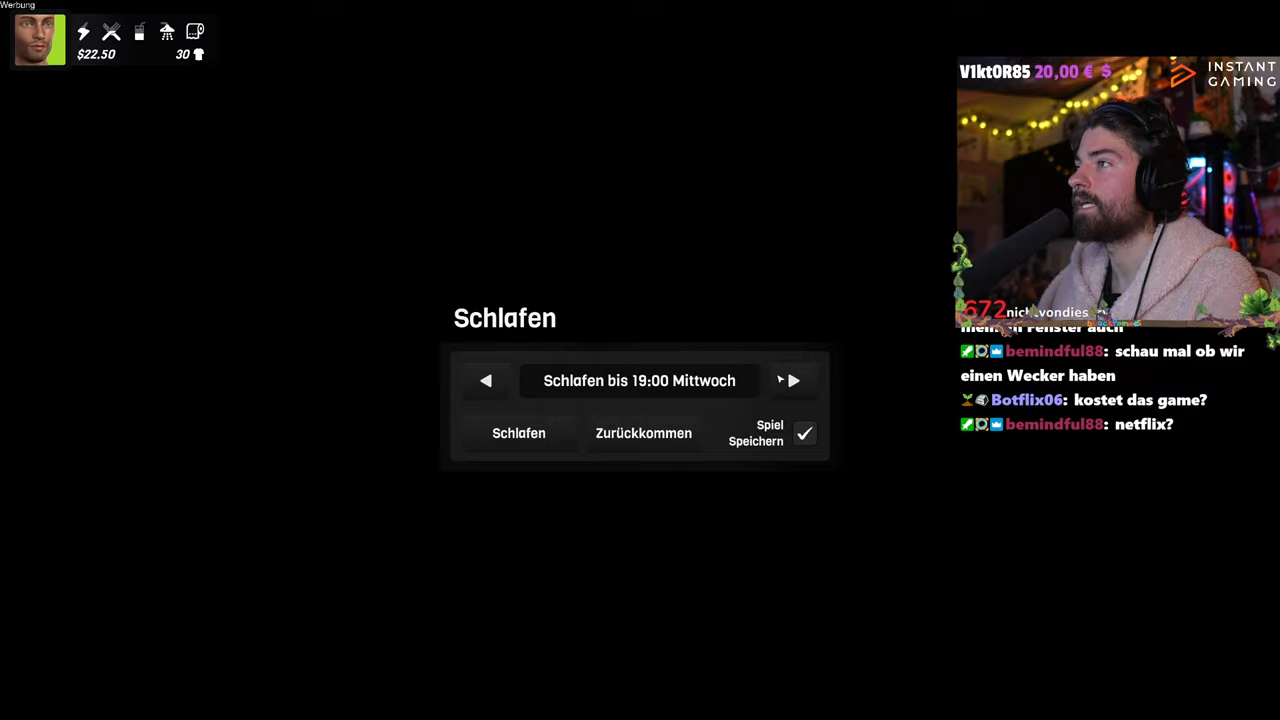 Werbung
$22.50
30
V1kt0R85 20,00 € $
INSTANT
GAMING
672
bemindful88: schau mal ob wir
einen Wecker haben
Botflix06: kostet das game?
bemindful88: netflix?
Schlafen
Schlafen bis 19:00 Mittwoch
Schlafen
Zurückkommen
Spiel
Speichern